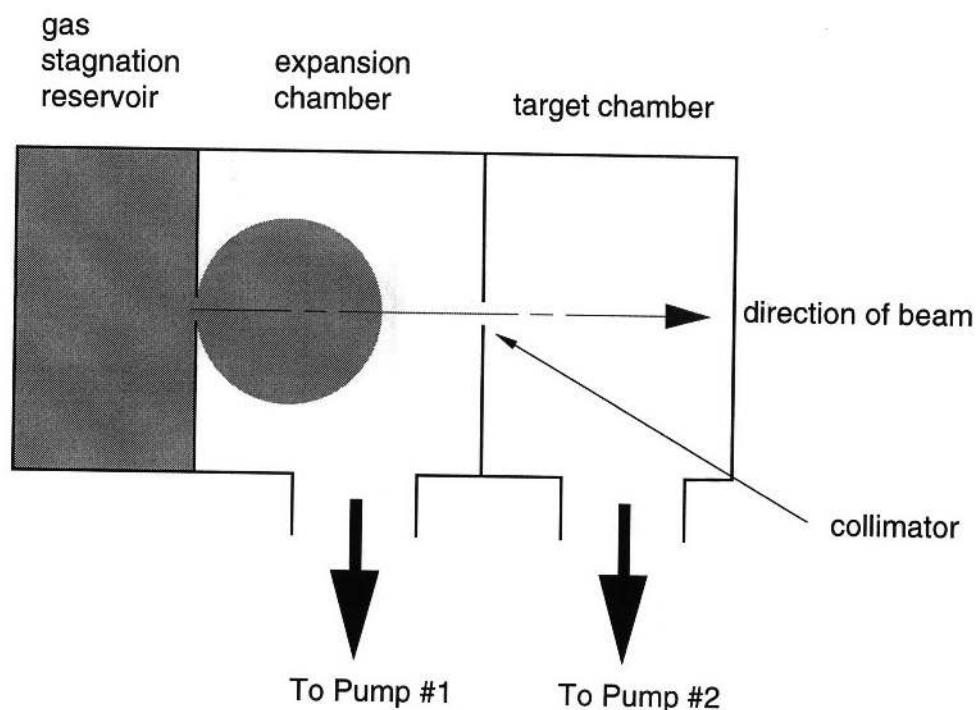 gas
stagnation
reservoir
expansion
chamber
target chamber
direction of beam
collimator
To Pump #1
To Pump #2